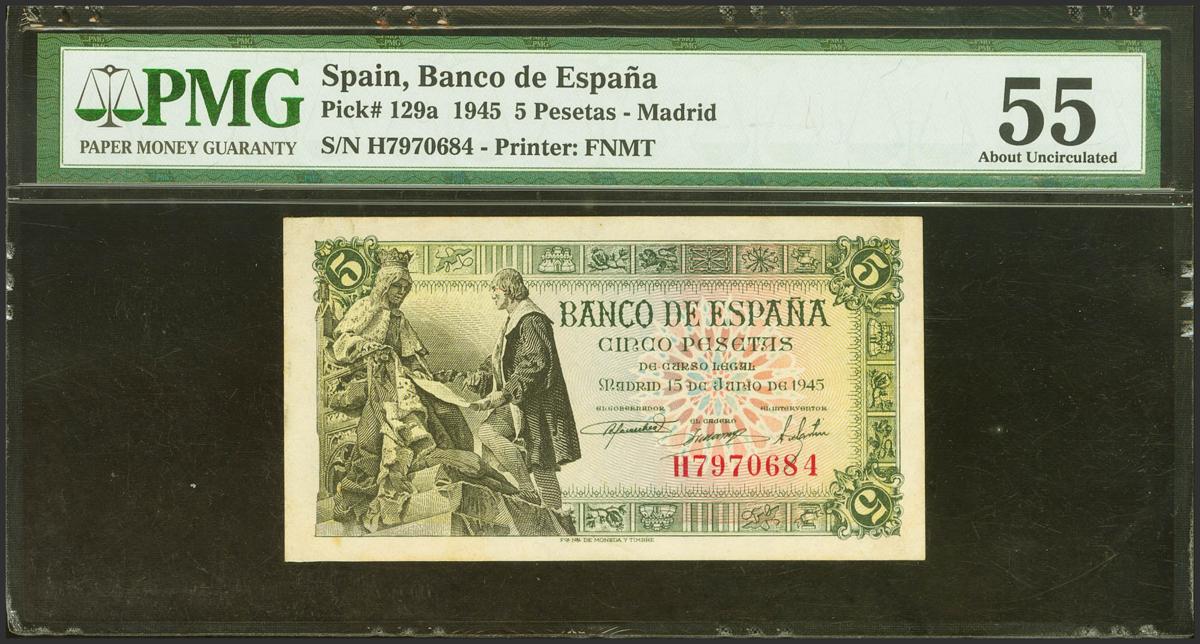 PMG
PAPER MONEY GUARANTY
Spain, Banco de España
Pick# 129a 1945 5 Pesetas - Madrid
S/N H7970684 - Printer: FNMT
55
About Uncirculated
5
5
BANCO DE ESPAÑA
CINCO PESETAS
DE CURSO LEGAL
MADRID 15 DE JUNIO DE 1945
EL GOBERNADOR
EL INTERVENTOR
EL CAJERO
H7970684
5
FCA. NAL. DE MONEDA Y TIMBRE